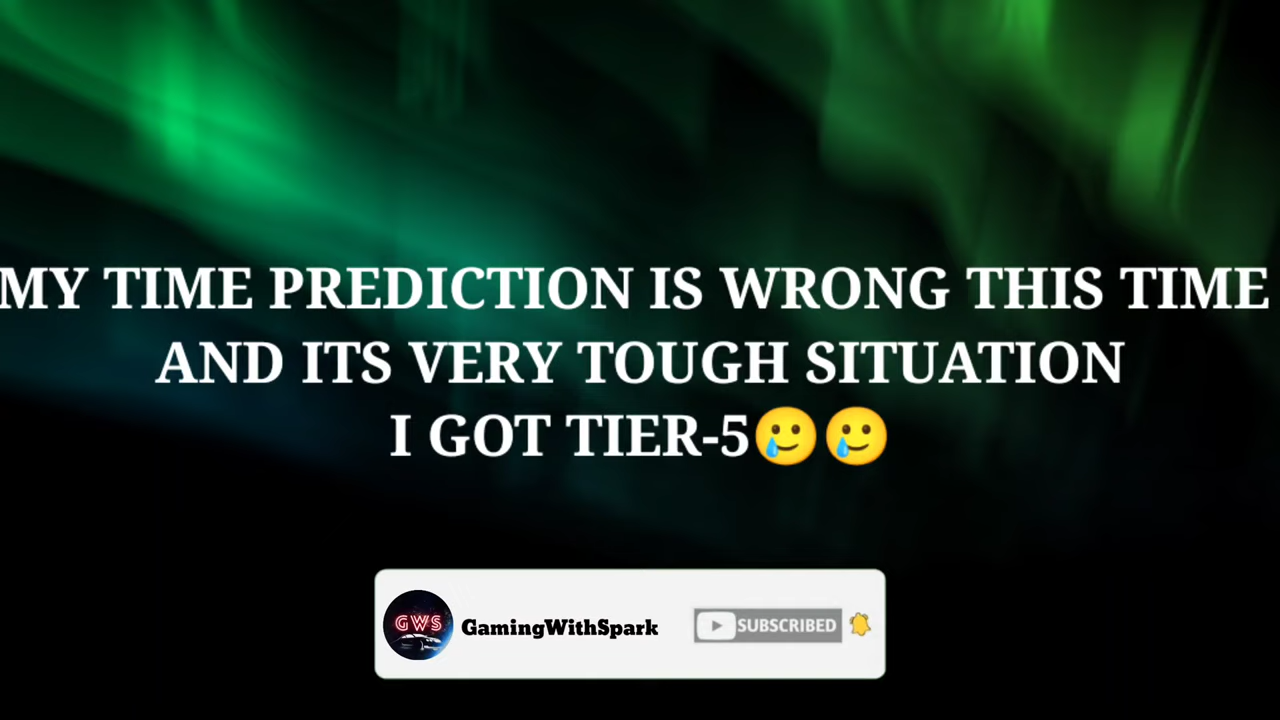 MY TIME PREDICTION IS WRONG THIS TIME
AND ITS VERY TOUGH SITUATION
I GOT TIER-5🥲🥲
GWS
GamingWithSpark
SUBSCRIBED